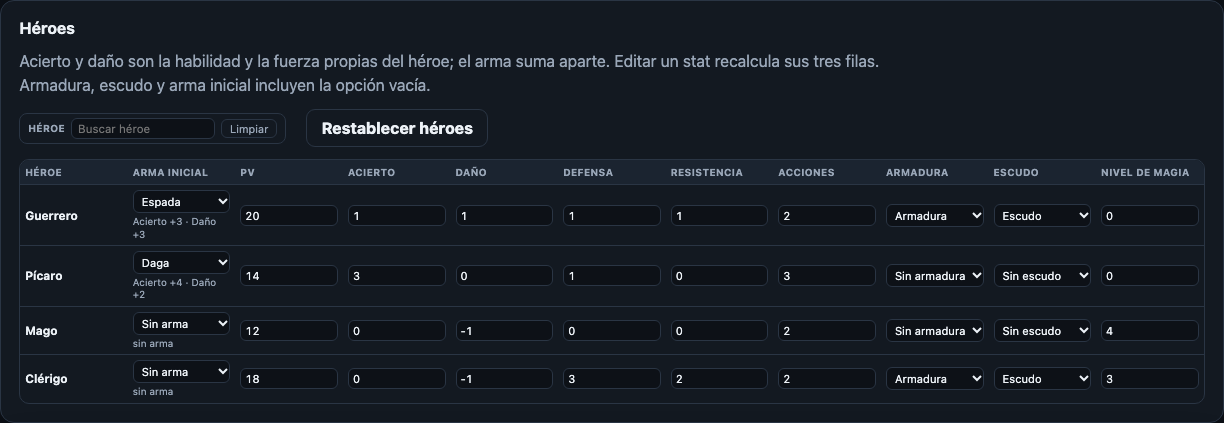 Héroes
Acierto y daño son la habilidad y la fuerza propias del héroe; el arma suma aparte. Editar un stat recalcula sus tres filas.
Armadura, escudo y arma inicial incluyen la opción vacía.
HÉROE Buscar héroe Limpiar Restablecer héroes
HÉROE ARMA INICIAL PV ACIERTO DAÑO DEFENSA RESISTENCIA ACCIONES ARMADURA ESCUDO NIVEL DE MAGIA
Guerrero Espada 20 1 1 1 1 2 Armadura Escudo 0
Acierto +3 · Daño
+3
Pícaro Daga 14 3 0 1 0 3 Sin armadura Sin escudo 0
Acierto +4 · Daño
+2
Mago Sin arma 12 0 -1 0 0 2 Sin armadura Sin escudo 4
sin arma
Clérigo Sin arma 18 0 -1 3 2 2 Armadura Escudo 3
sin arma